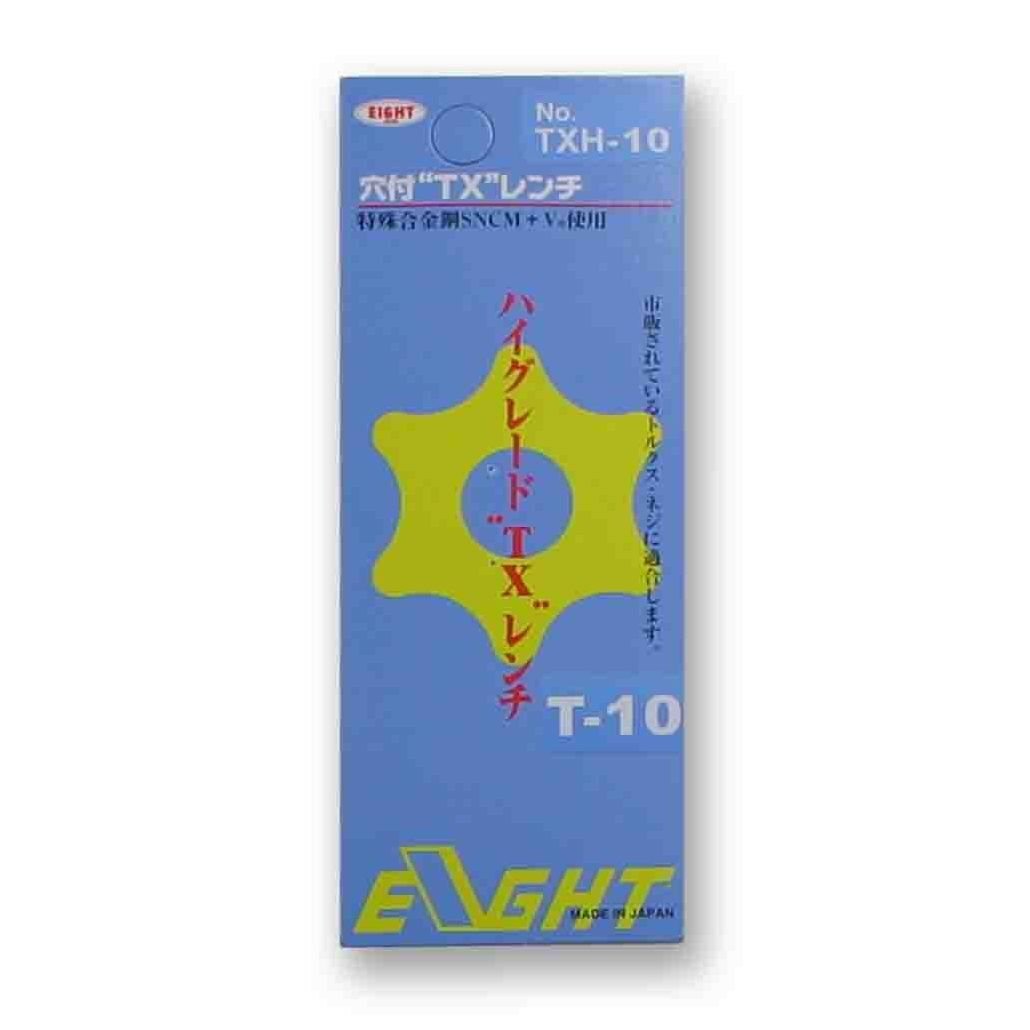 EIGHT
No.
TXH-10
穴付“TX”レンチ
特殊合金鋼SNCM+V®使用
ハイグレード“TX”レンチ
市販されているトルクス・ネジに適合します。
T-10
EIGHT
MADE IN JAPAN